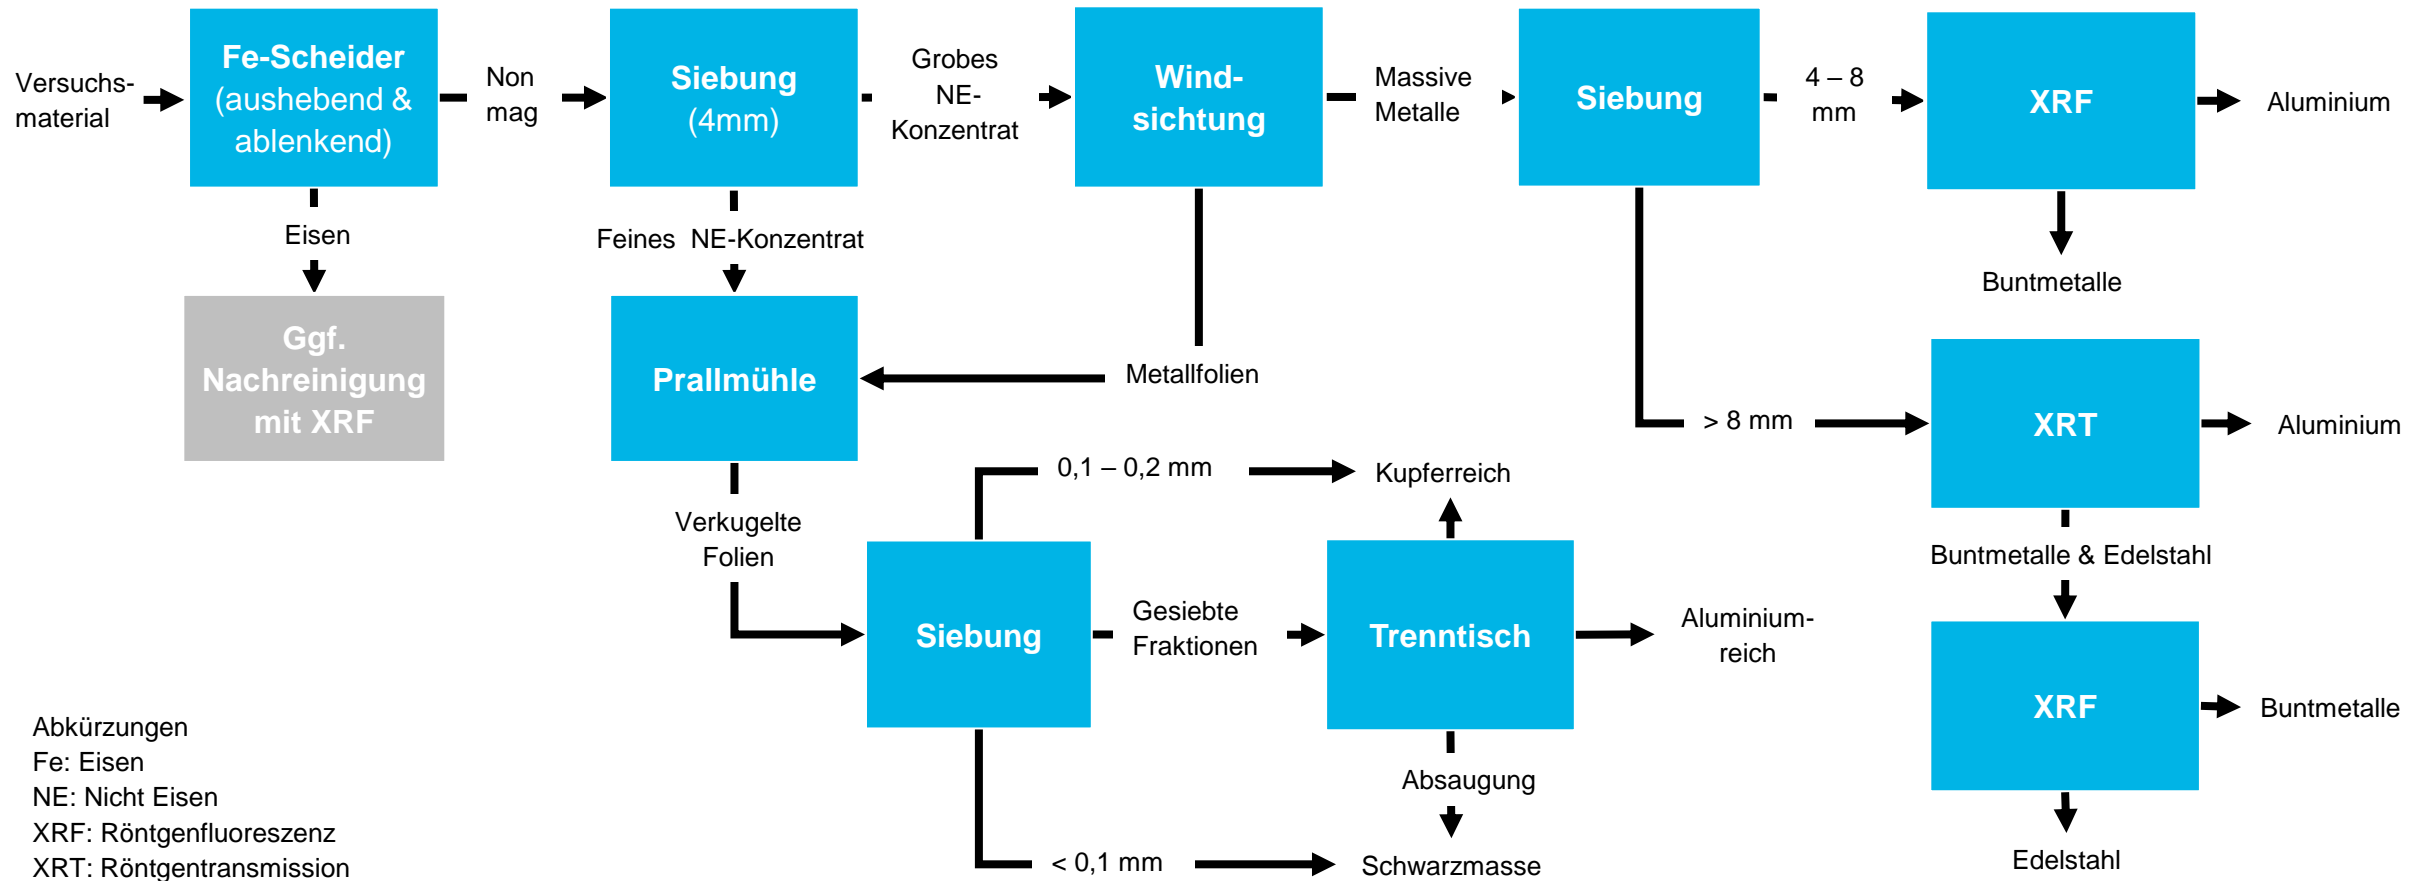 Versuchs-
material
Fe-Scheider
(aushebend &
ablenkend)
Non
mag
Siebung
(4mm)
Grobes
NE-
Konzentrat
Wind-
sichtung
Massive
Metalle
Siebung
4 – 8
mm
XRF
Aluminium
Eisen
Feines NE-Konzentrat
Buntmetalle
Ggf.
Nachreinigung
mit XRF
Prallmühle
Metallfolien
> 8 mm
XRT
Aluminium
0,1 – 0,2 mm
Kupferreich
Verkugelte
Folien
Buntmetalle & Edelstahl
Siebung
Gesiebte
Fraktionen
Trenntisch
Aluminium-
reich
XRF
Buntmetalle
Absaugung
< 0,1 mm
Schwarzmasse
Edelstahl
Abkürzungen
Fe: Eisen
NE: Nicht Eisen
XRF: Röntgenfluoreszenz
XRT: Röntgentransmission